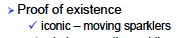 ➢ Proof of existence
✓ iconic – moving sparklers